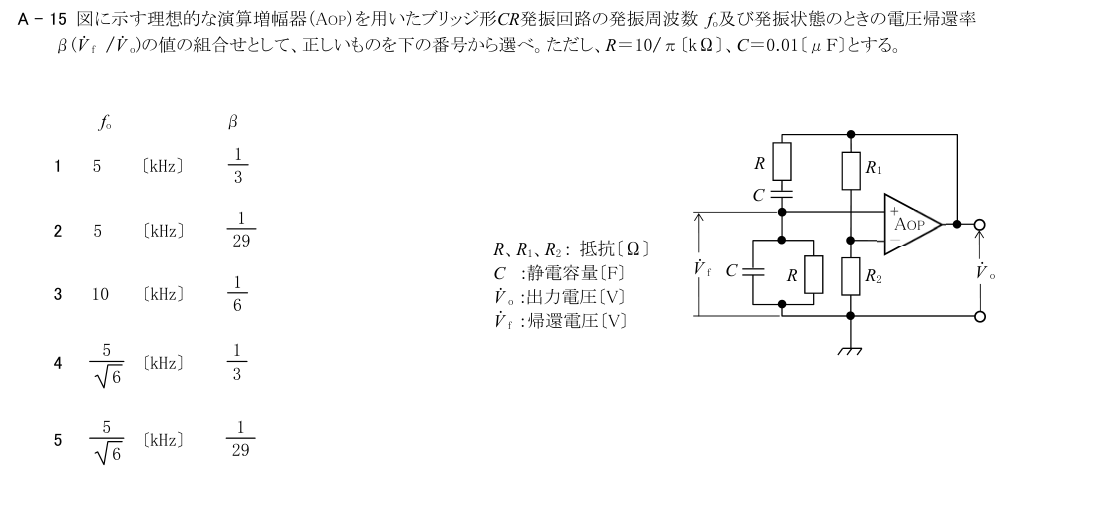 A－15 図に示す理想的な演算増幅器(AOP)を用いたブリッジ形CR発振回路の発振周波数 fo及び発振状態のときの電圧帰還率
β(V̇f /V̇o)の値の組合せとして、正しいものを下の番号から選べ。ただし、R＝10/π〔kΩ〕、C＝0.01〔μF〕とする。
fo β
1 5 〔kHz〕 1/3
2 5 〔kHz〕 1/29
3 10 〔kHz〕 1/6
4 5/√6 〔kHz〕 1/3
5 5/√6 〔kHz〕 1/29
R、R1、R2： 抵抗〔Ω〕
C ：静電容量〔F〕
V̇o：出力電圧〔V〕
V̇f：帰還電圧〔V〕
R
R1
C
+
AOP
−
V̇f
C
R
R2
V̇o